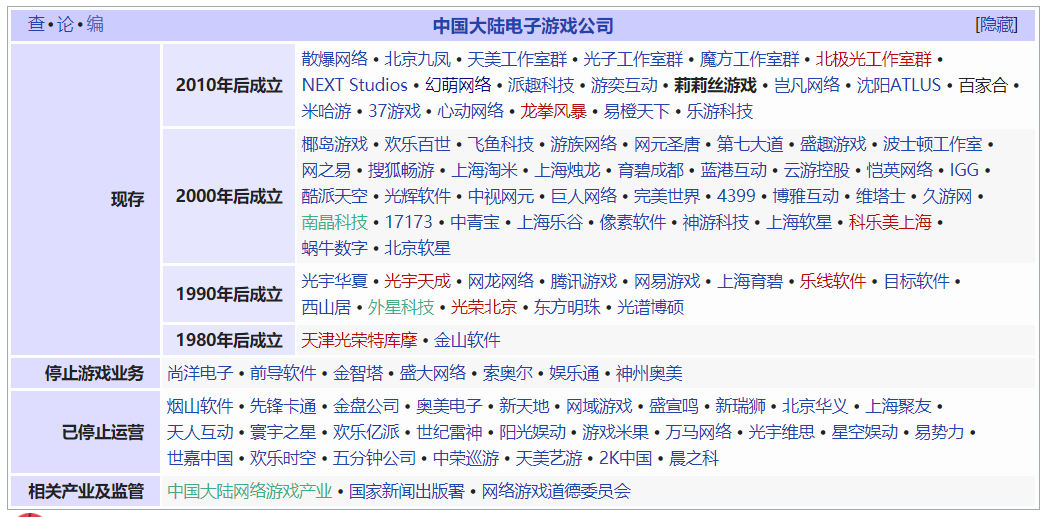 查·论·编 中国大陆电子游戏公司 [隐藏]
现存
2010年后成立
散爆网络 • 北京九凤 • 天美工作室群 • 光子工作室群 • 魔方工作室群 • 北极光工作室群 •
NEXT Studios • 幻萌网络 • 派趣科技 • 游奕互动 • 莉莉丝游戏 • 岂凡网络 • 沈阳ATLUS • 百家合 •
米哈游 • 37游戏 • 心动网络 • 龙拳风暴 • 易橙天下 • 乐游科技
2000年后成立
椰岛游戏 • 欢乐百世 • 飞鱼科技 • 游族网络 • 网元圣唐 • 第七大道 • 盛趣游戏 • 波士顿工作室 •
网之易 • 搜狐畅游 • 上海淘米 • 上海烛龙 • 育碧成都 • 蓝港互动 • 云游控股 • 恺英网络 • IGG •
酷派天空 • 光辉软件 • 中视网元 • 巨人网络 • 完美世界 • 4399 • 博雅互动 • 维塔士 • 久游网 •
南晶科技 • 17173 • 中青宝 • 上海乐谷 • 像素软件 • 神游科技 • 上海软星 • 科乐美上海 •
蜗牛数字 • 北京软星
1990年后成立
光宇华夏 • 光宇天成 • 网龙网络 • 腾讯游戏 • 网易游戏 • 上海育碧 • 乐线软件 • 目标软件 •
西山居 • 外星科技 • 光荣北京 • 东方明珠 • 光谱博硕
1980年后成立
天津光荣特库摩 • 金山软件
停止游戏业务
尚洋电子 • 前导软件 • 金智塔 • 盛大网络 • 索奥尔 • 娱乐通 • 神州奥美
已停止运营
烟山软件 • 先锋卡通 • 金盘公司 • 奥美电子 • 新天地 • 网域游戏 • 盛宣鸣 • 新瑞狮 • 北京华义 • 上海聚友 •
天人互动 • 寰宇之星 • 欢乐亿派 • 世纪雷神 • 阳光娱动 • 游戏米果 • 万马网络 • 光宇维思 • 星空娱动 • 易势力 •
世嘉中国 • 欢乐时空 • 五分钟公司 • 中荣巡游 • 天美艺游 • 2K中国 • 晨之科
相关产业及监管
中国大陆网络游戏产业 • 国家新闻出版署 • 网络游戏道德委员会